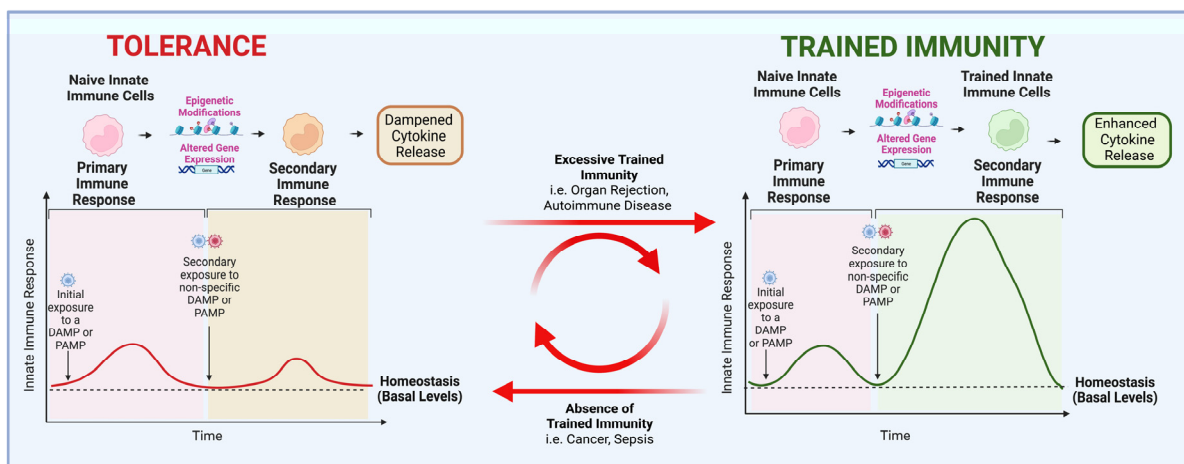 TOLERANCE
Naive Innate
Immune Cells
Epigenetic
Modifications
Altered Gene
Expression
Gene
Dampened
Cytokine
Release
Primary
Immune
Response
Secondary
Immune
Response
Innate Immune Response
Initial
exposure
to a
DAMP or
PAMP
Secondary
exposure to
non-specific
DAMP or
PAMP
Homeostasis
(Basal Levels)
Time
Excessive Trained
Immunity
i.e. Organ Rejection,
Autoimmune Disease
Absence of
Trained Immunity
i.e. Cancer, Sepsis
TRAINED IMMUNITY
Naive Innate
Immune Cells
Epigenetic
Modifications
Altered Gene
Expression
Gene
Trained Innate
Immune Cells
Enhanced
Cytokine
Release
Primary
Immune
Response
Secondary
Immune
Response
Innate Immune Response
Initial
exposure
to a
DAMP
or PAMP
Secondary
exposure to
non-specific
DAMP or
PAMP
Homeostasis
(Basal Levels)
Time